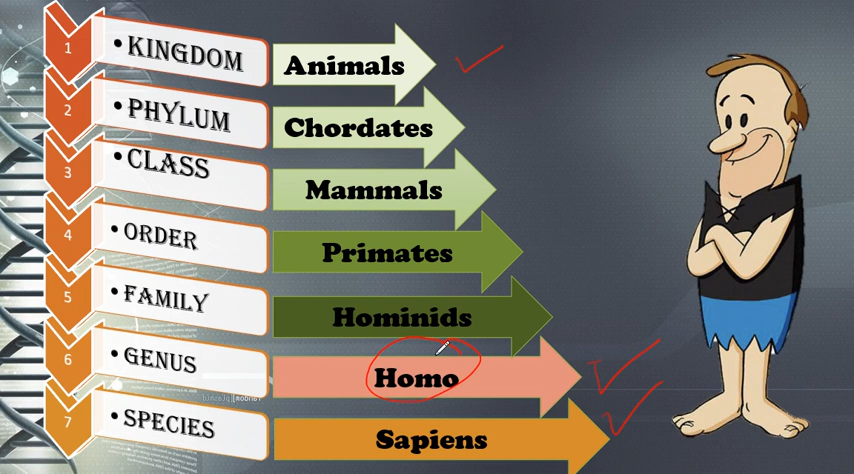 1 • KINGDOM Animals
2 • PHYLUM Chordates
3 • CLASS Mammals
4 • ORDER Primates
5 • FAMILY Hominids
6 • GENUS Homo
7 • SPECIES Sapiens